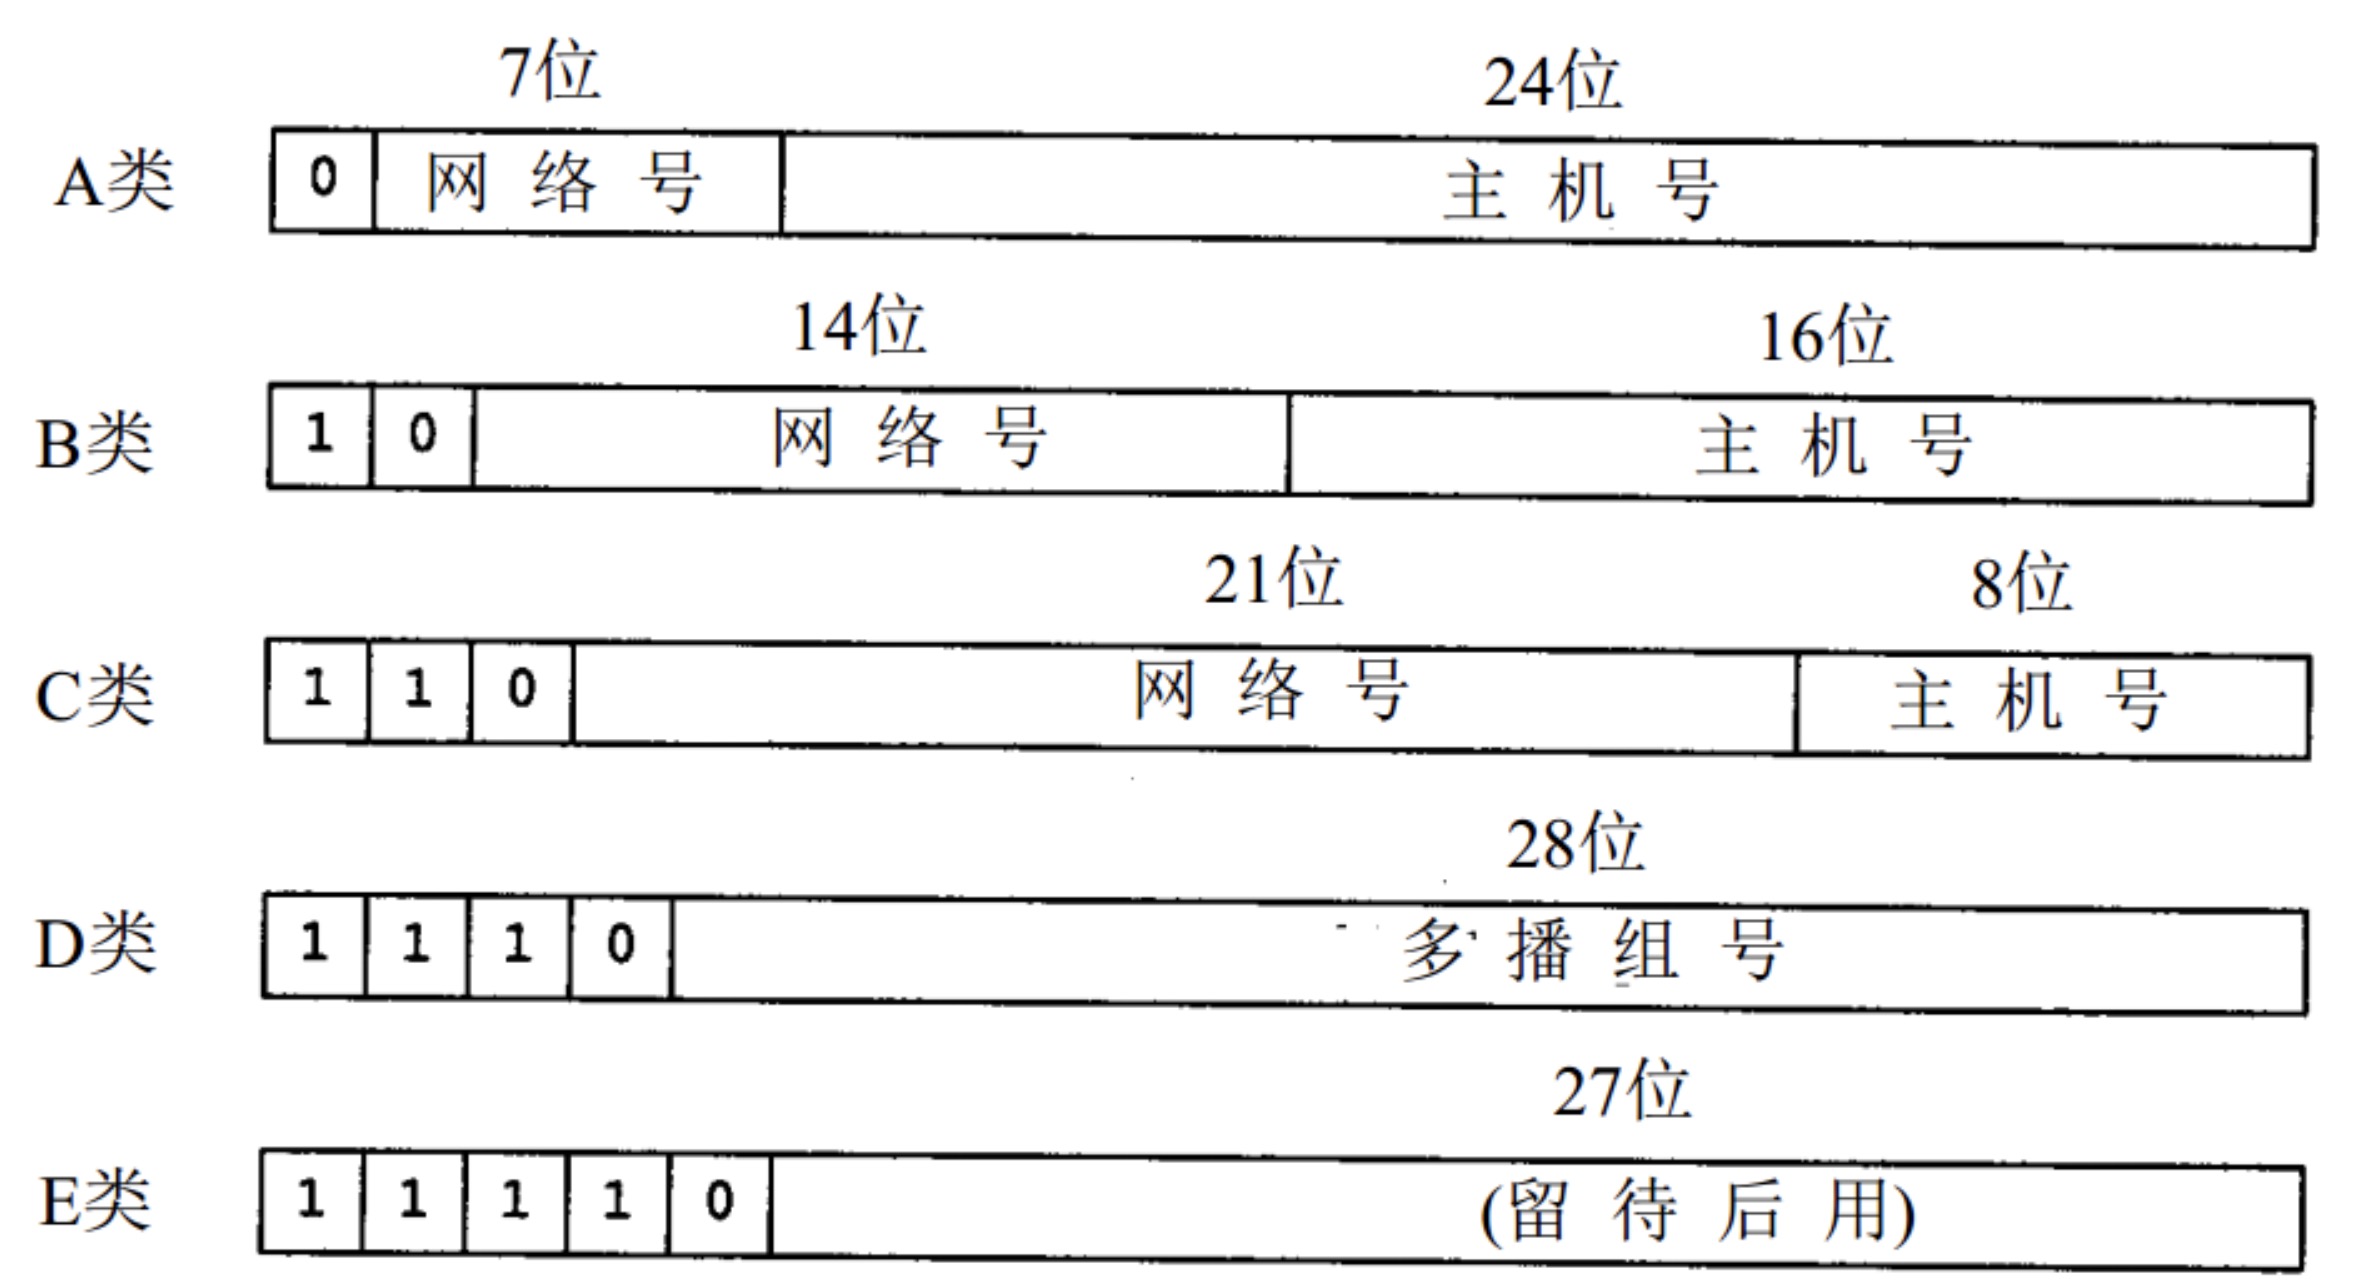 7位 24位
A类 0 网络号 主机号
14位 16位
B类 1 0 网络号 主机号
21位 8位
C类 1 1 0 网络号 主机号
28位
D类 1 1 1 0 多播组号
27位
E类 1 1 1 1 0 (留待后用)